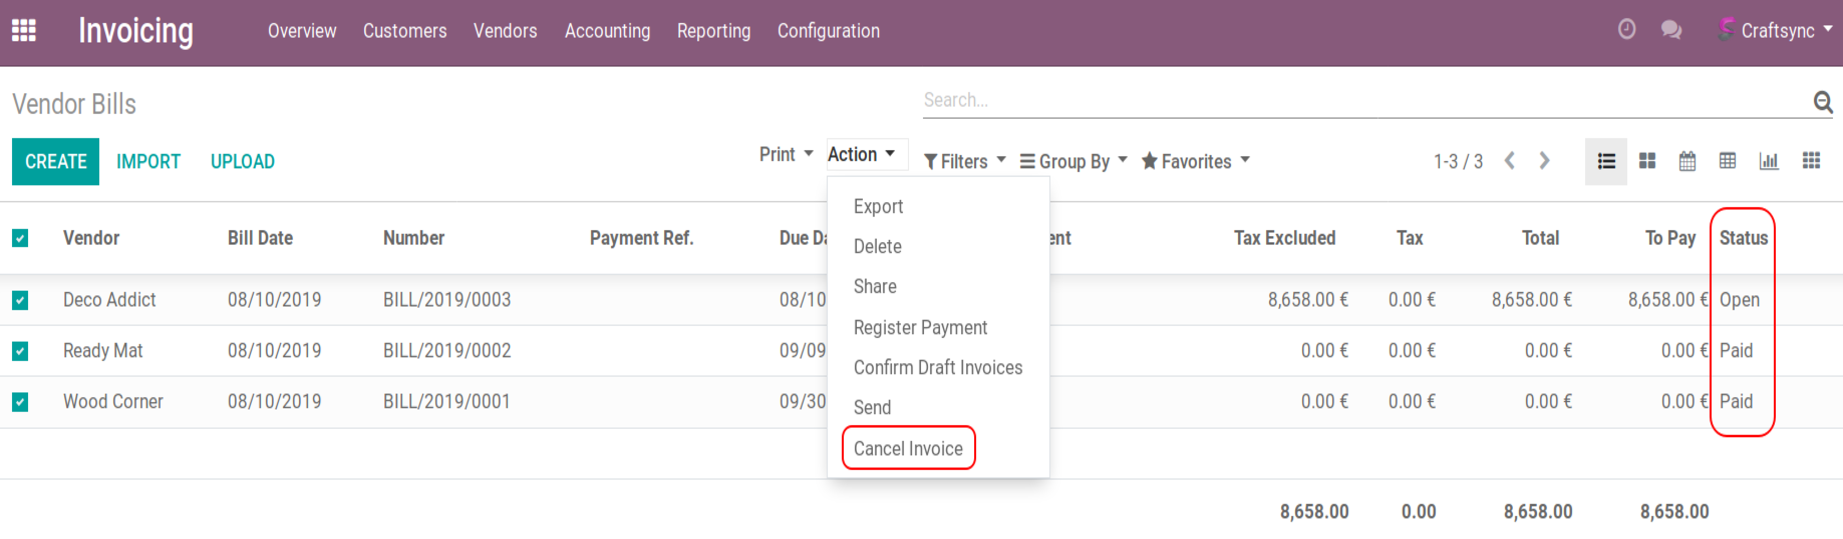 Invoicing Overview Customers Vendors Accounting Reporting Configuration Craftsync
Vendor Bills Search...
CREATE IMPORT UPLOAD Print Action Filters Group By Favorites 1-3 / 3
Export
Delete
Share
Register Payment
Confirm Draft Invoices
Send
Cancel Invoice
Vendor Bill Date Number Payment Ref. Due Da ent Tax Excluded Tax Total To Pay Status
Deco Addict 08/10/2019 BILL/2019/0003 08/10 8,658.00 € 0.00 € 8,658.00 € 8,658.00 € Open
Ready Mat 08/10/2019 BILL/2019/0002 09/09 0.00 € 0.00 € 0.00 € 0.00 € Paid
Wood Corner 08/10/2019 BILL/2019/0001 09/30 0.00 € 0.00 € 0.00 € 0.00 € Paid
8,658.00 0.00 8,658.00 8,658.00